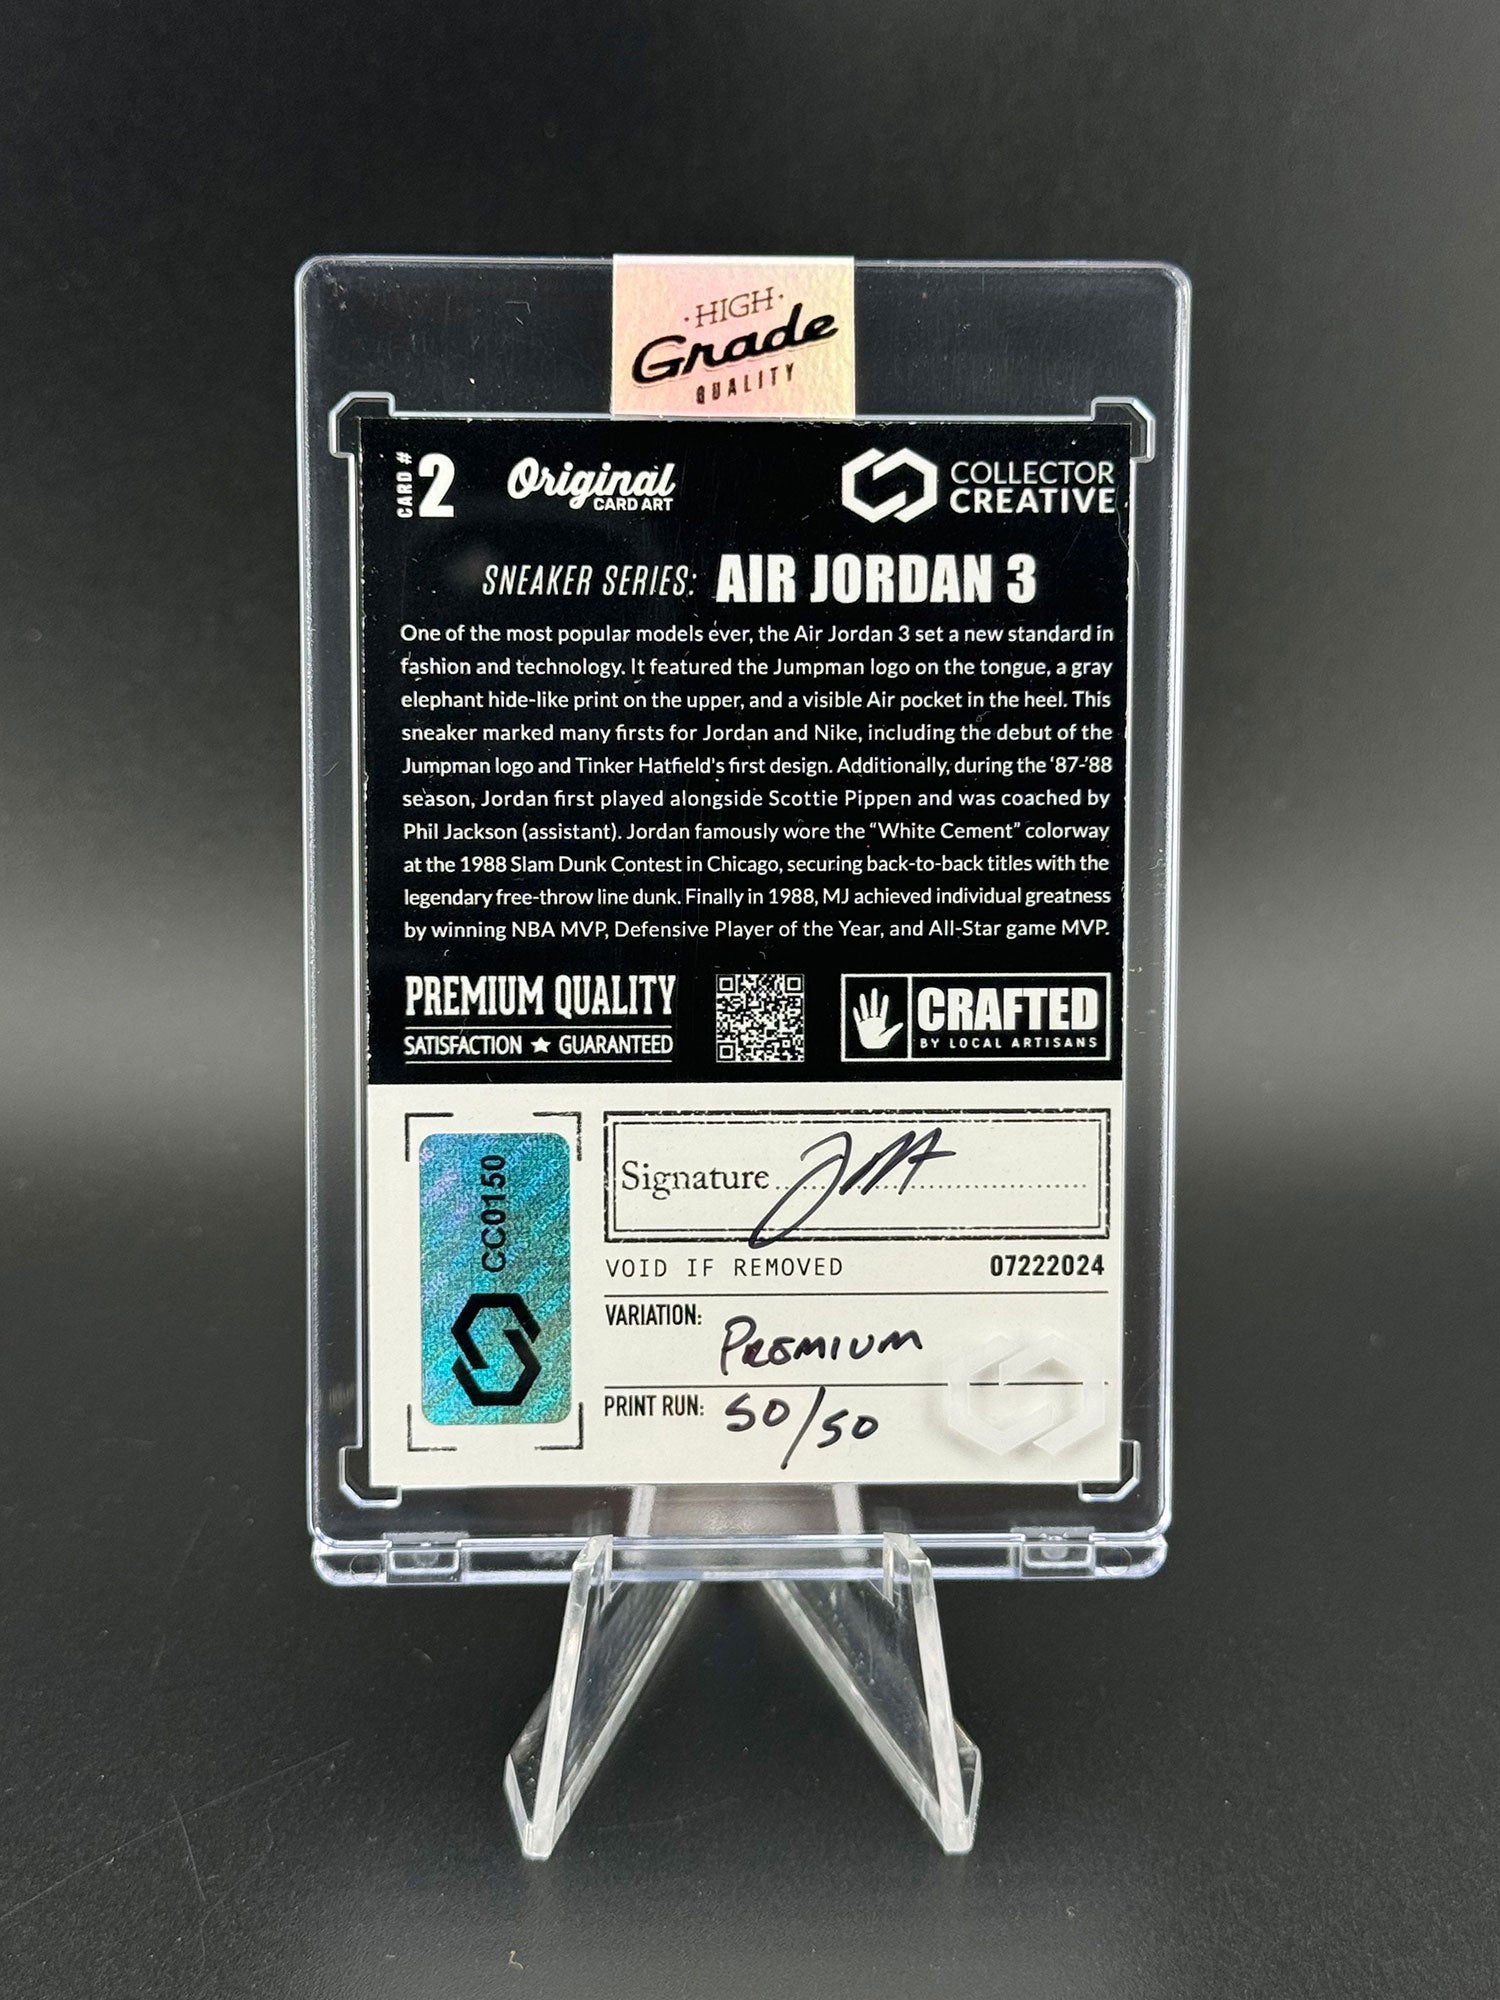 ·HIGH·
Grade
QUALITY
CARD # 2
Original
CARD ART
COLLECTOR
CREATIVE
SNEAKER SERIES: AIR JORDAN 3
One of the most popular models ever, the Air Jordan 3 set a new standard in
fashion and technology. It featured the Jumpman logo on the tongue, a gray
elephant hide-like print on the upper, and a visible Air pocket in the heel. This
sneaker marked many firsts for Jordan and Nike, including the debut of the
Jumpman logo and Tinker Hatfield's first design. Additionally, during the '87-'88
season, Jordan first played alongside Scottie Pippen and was coached by
Phil Jackson (assistant). Jordan famously wore the “White Cement” colorway
at the 1988 Slam Dunk Contest in Chicago, securing back-to-back titles with the
legendary free-throw line dunk. Finally in 1988, MJ achieved individual greatness
by winning NBA MVP, Defensive Player of the Year, and All-Star game MVP.
PREMIUM QUALITY
SATISFACTION ★ GUARANTEED
CRAFTED
BY LOCAL ARTISANS
CC0150
Signature
VOID IF REMOVED 07222024
VARIATION: PREMIUM
PRINT RUN: 50/50